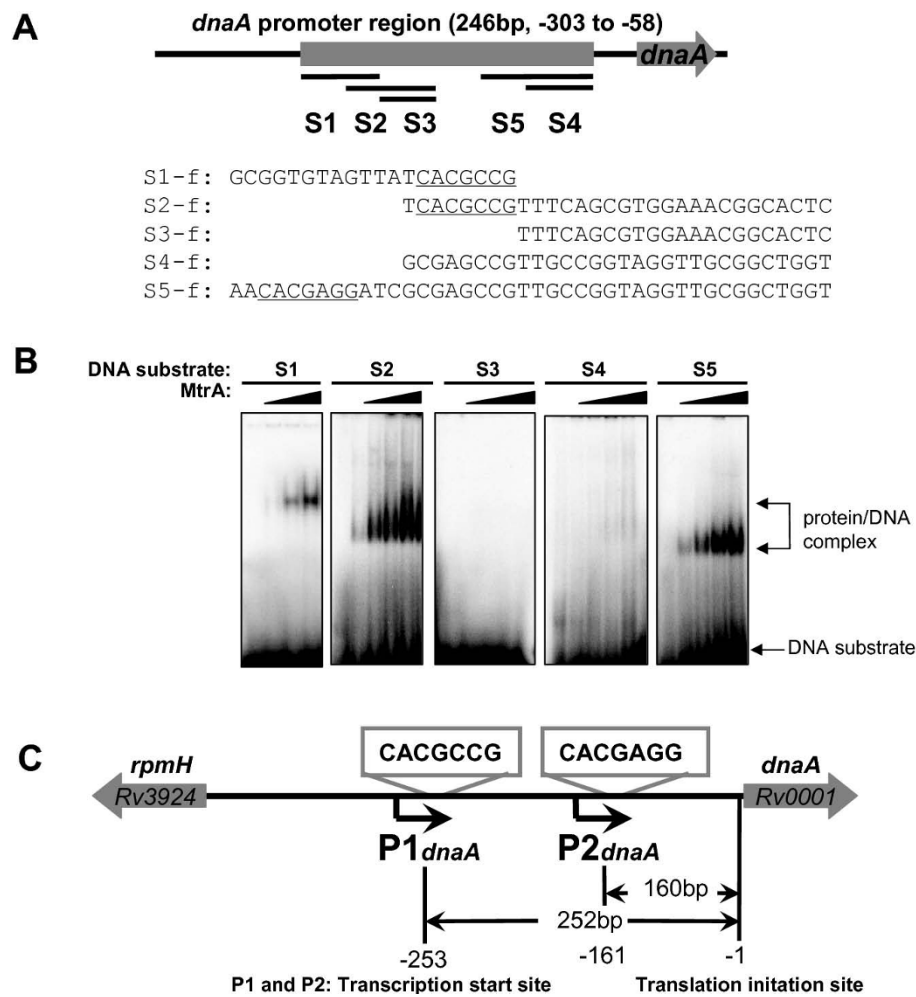 A
dnaA promoter region (246bp, -303 to -58)
dnaA
S1 S2 S3 S5 S4
S1-f: GCGGTGTAGTTATCACGCCG
S2-f: TCACGCCGTTTCAGCGTGGAAACGGCACTC
S3-f: TTTCAGCGTGGAAACGGCACTC
S4-f: GCGAGCCGTTGCCGGTAGGTTGCGGCTGGT
S5-f: AACACGAGGATCGCGAGCCGTTGCCGGTAGGTTGCGGCTGGT
B
DNA substrate: S1 S2 S3 S4 S5
MtrA:
protein/DNA
complex
DNA substrate
C
CACGCCG CACGAGG
rpmH dnaA
Rv3924 Rv0001
P1dnaA P2dnaA
160bp
252bp
-253 -161 -1
P1 and P2: Transcription start site Translation initation site